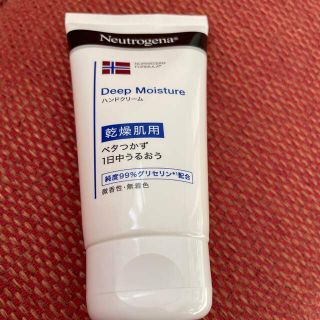 Neutrogena®
NORWEGIAN
FORMULA®
Deep Moisture
ハンドクリーム
乾燥肌用
ベタつかず
1日中うるおう
純度99%グリセリン*¹配合
微香性・無着色